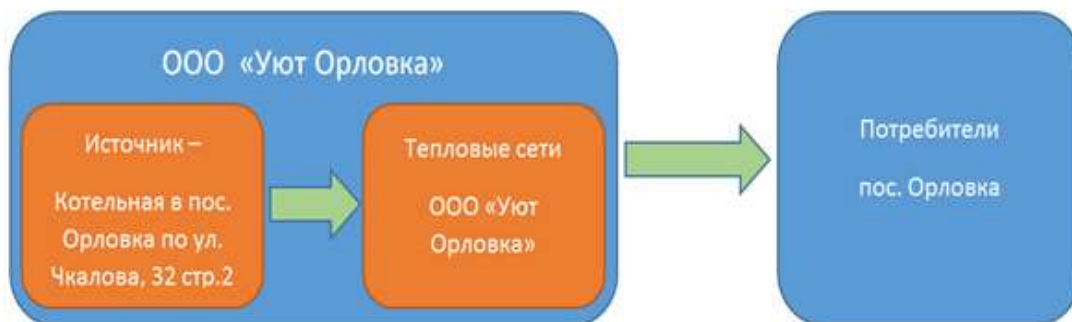 ООО «Уют Орловка»
Источник –
Котельная в пос.
Орловка по ул.
Чкалова, 32 стр.2
Тепловые сети
ООО «Уют
Орловка»
Потребители
пос. Орловка